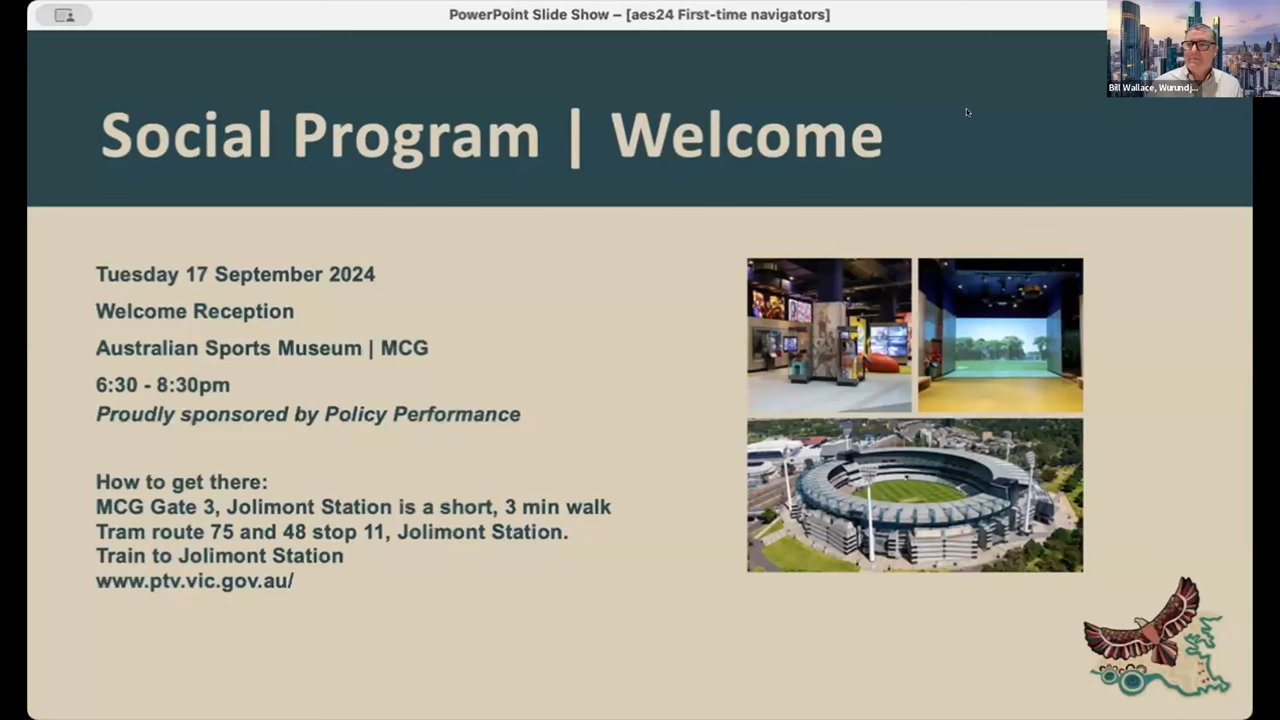 PowerPoint Slide Show – [aes24 First-time navigators]
Bill Wallace, Wurundj...
Social Program | Welcome
Tuesday 17 September 2024
Welcome Reception
Australian Sports Museum | MCG
6:30 - 8:30pm
Proudly sponsored by Policy Performance
How to get there:
MCG Gate 3, Jolimont Station is a short, 3 min walk
Tram route 75 and 48 stop 11, Jolimont Station.
Train to Jolimont Station
www.ptv.vic.gov.au/